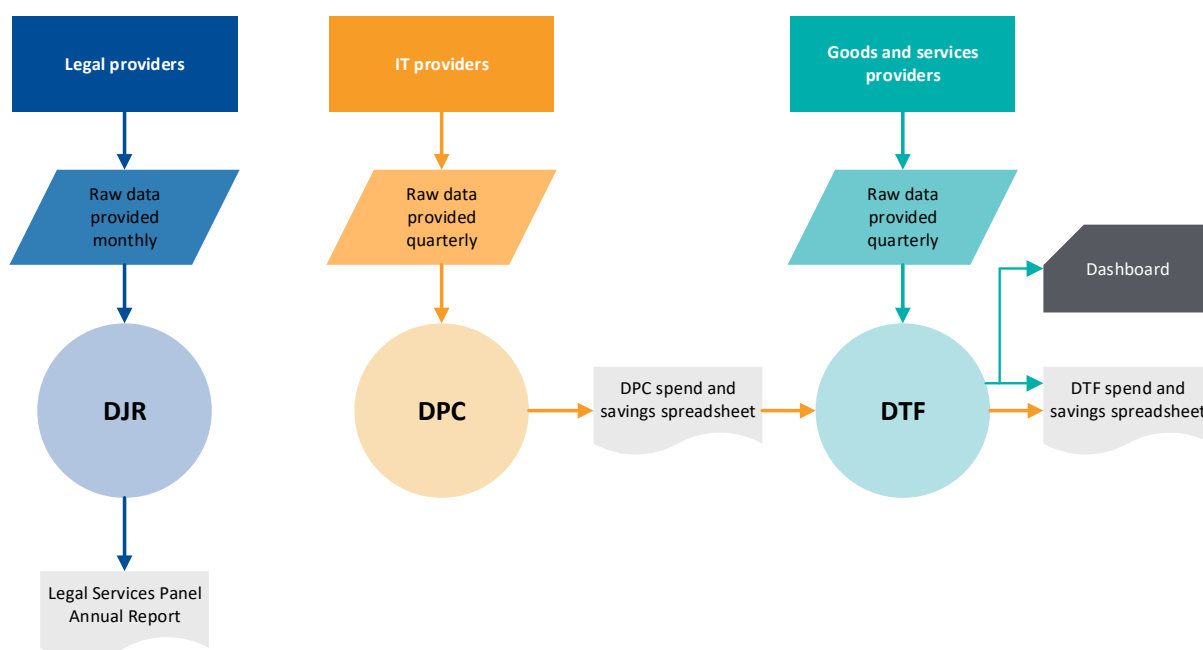 Legal providers
IT providers
Goods and services
providers
Raw data
provided
monthly
Raw data
provided
quarterly
Raw data
provided
quarterly
Dashboard
DJR
DPC
DPC spend and
savings spreadsheet
DTF
DTF spend and
savings spreadsheet
Legal Services Panel
Annual Report